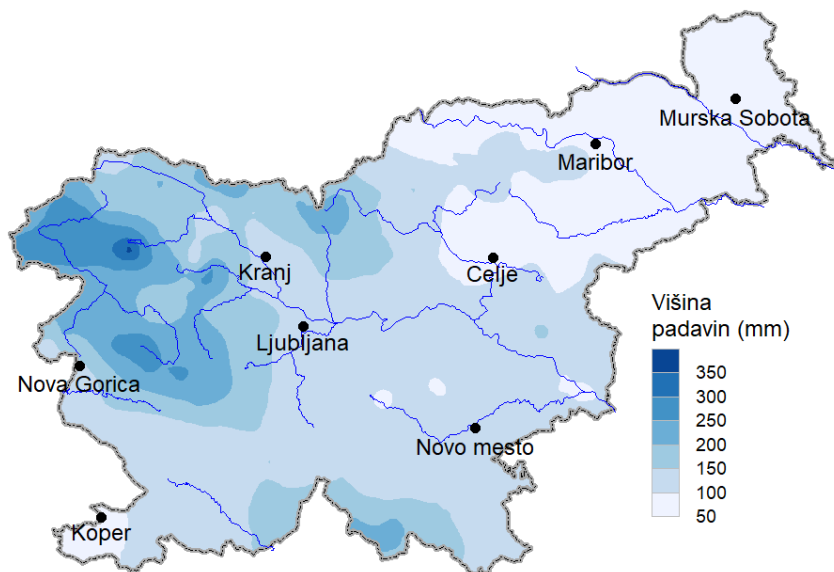 Murska Sobota
Maribor
Kranj
Celje
Ljubljana
Nova Gorica
Novo mesto
Koper
Višina
padavin (mm)
350
300
250
200
150
100
50